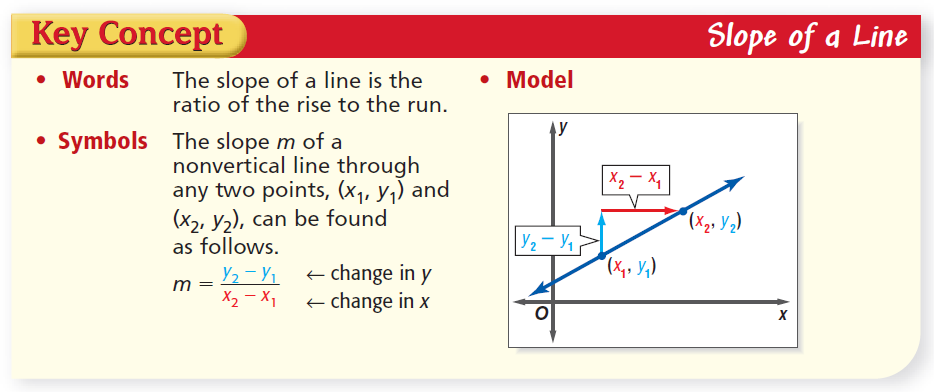 Key Concept
Slope of a Line
• Words The slope of a line is the
ratio of the rise to the run.
• Symbols The slope m of a
nonvertical line through
any two points, (x₁, y₁) and
(x₂, y₂), can be found
as follows.
m = (y₂ − y₁)/(x₂ − x₁)
← change in y
← change in x
• Model
y
x₂ − x₁
(x₂, y₂)
y₂ − y₁
(x₁, y₁)
O
x